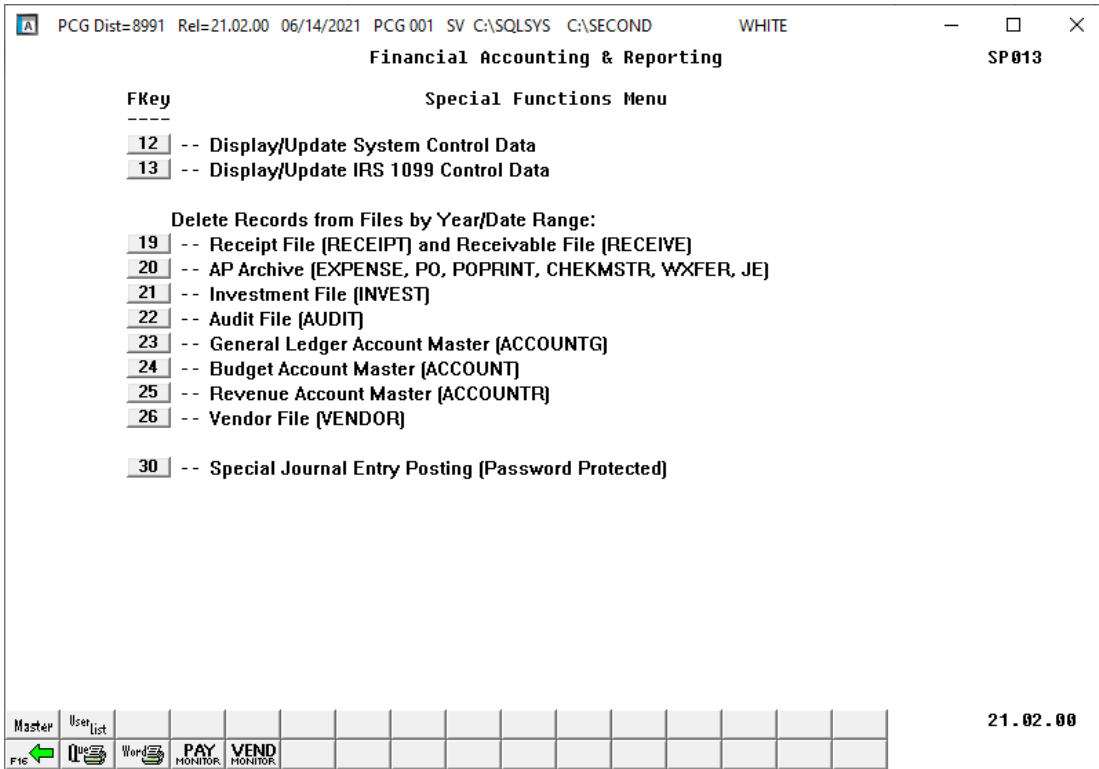 A PCG Dist=8991 Rel=21.02.00 06/14/2021 PCG 001 SV C:\SQLSYS C:\SECOND WHITE
Financial Accounting & Reporting SP013
FKey Special Functions Menu
----
12 -- Display/Update System Control Data
13 -- Display/Update IRS 1099 Control Data
Delete Records from Files by Year/Date Range:
19 -- Receipt File (RECEIPT) and Receivable File (RECEIVE)
20 -- AP Archive (EXPENSE, PO, POPRINT, CHEKMSTR, WXFER, JE)
21 -- Investment File (INVEST)
22 -- Audit File (AUDIT)
23 -- General Ledger Account Master (ACCOUNTG)
24 -- Budget Account Master (ACCOUNT)
25 -- Revenue Account Master (ACCOUNTR)
26 -- Vendor File (VENDOR)
30 -- Special Journal Entry Posting (Password Protected)
Master User List 21.02.00
F16 Que Word PAY MONITOR VEND MONITOR